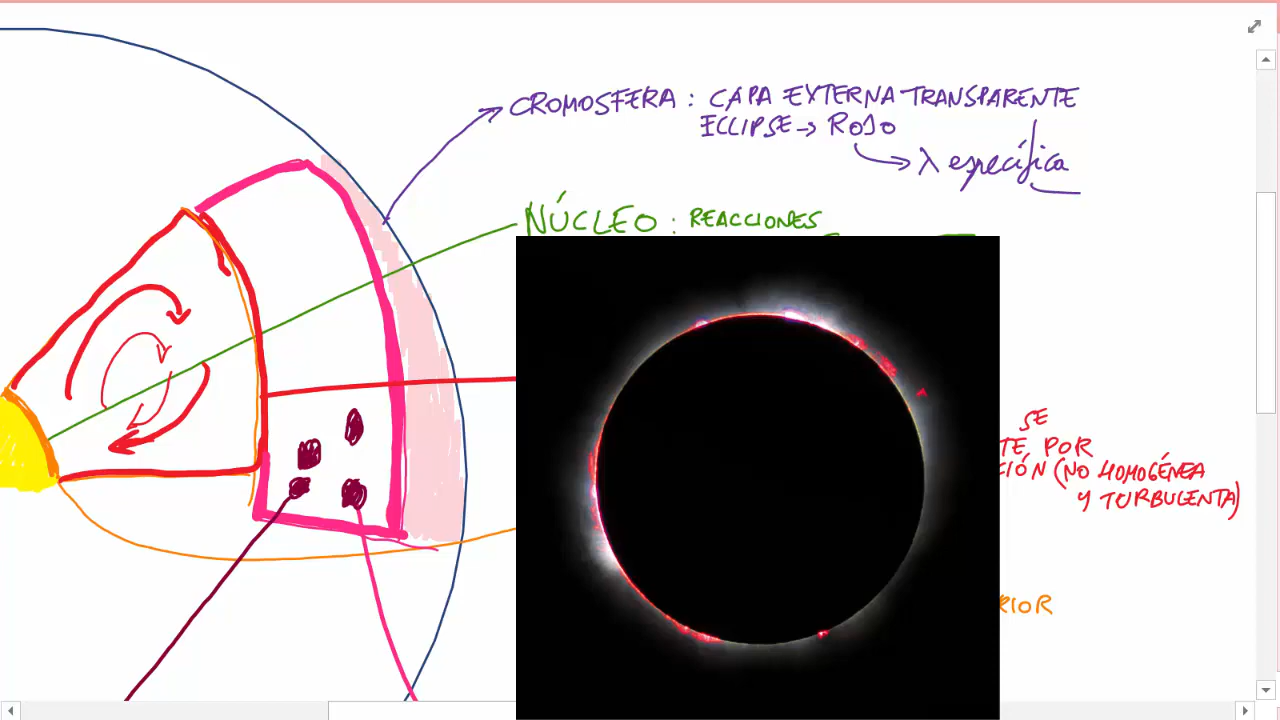 CROMOSFERA : CAPA EXTERNA TRANSPARENTE
ECLIPSE → ROJO
→ λ específica
NÚCLEO : REACCIONES
SE
TE POR
CIÓN (NO HOMOGÉNEA
Y TURBULENTA)
RIOR